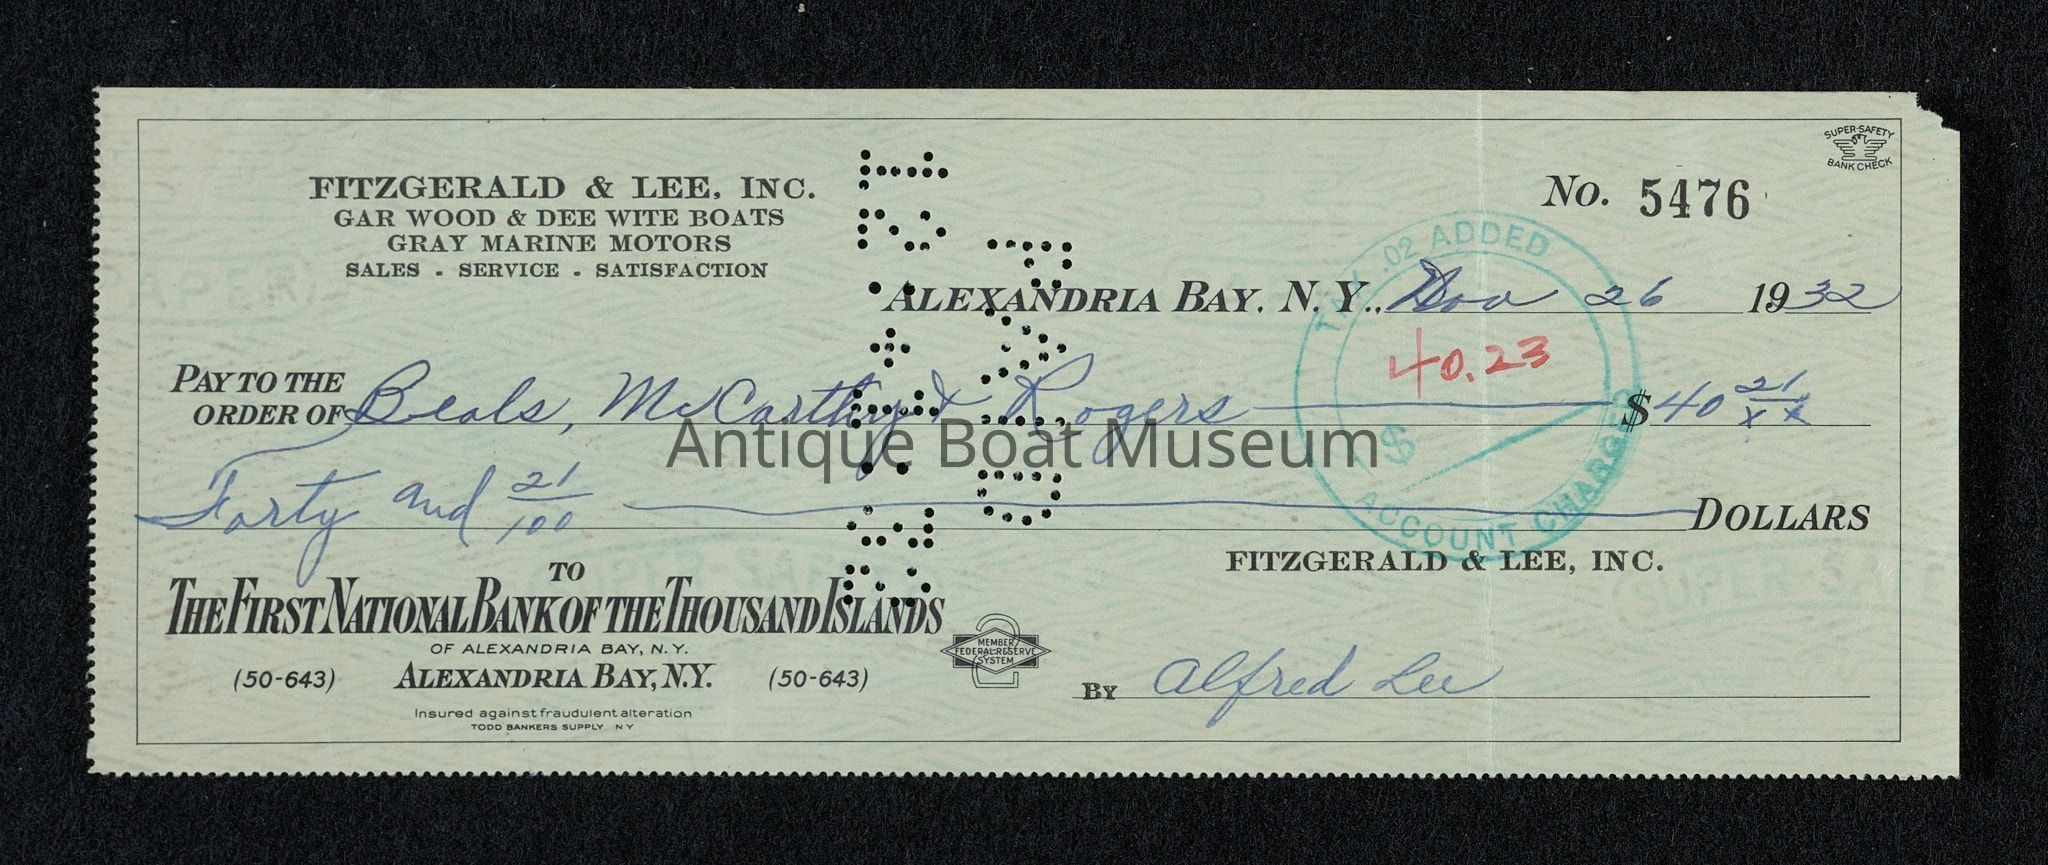 SUPER-SAFETY
BANK CHECK
FITZGERALD & LEE, INC.
GAR WOOD & DEE WITE BOATS
GRAY MARINE MOTORS
SALES - SERVICE - SATISFACTION
No. 5476
TAX .02 ADDED
ALEXANDRIA BAY, N. Y., Nov 26 1932
40.23
PAY TO THE
ORDER OF Beals, McCarthy & Rogers $ 40 21/xx
Antique Boat Museum
$
ACCOUNT CHARGED
Forty and 21/100 DOLLARS
FITZGERALD & LEE, INC.
TO
THE FIRST NATIONAL BANK OF THE THOUSAND ISLANDS
OF ALEXANDRIA BAY, N.Y.
(50-643) ALEXANDRIA BAY, N.Y. (50-643)
MEMBER
FEDERAL RESERVE
SYSTEM
2
By Alfred Lee
Insured against fraudulent alteration
TODD BANKERS SUPPLY N Y